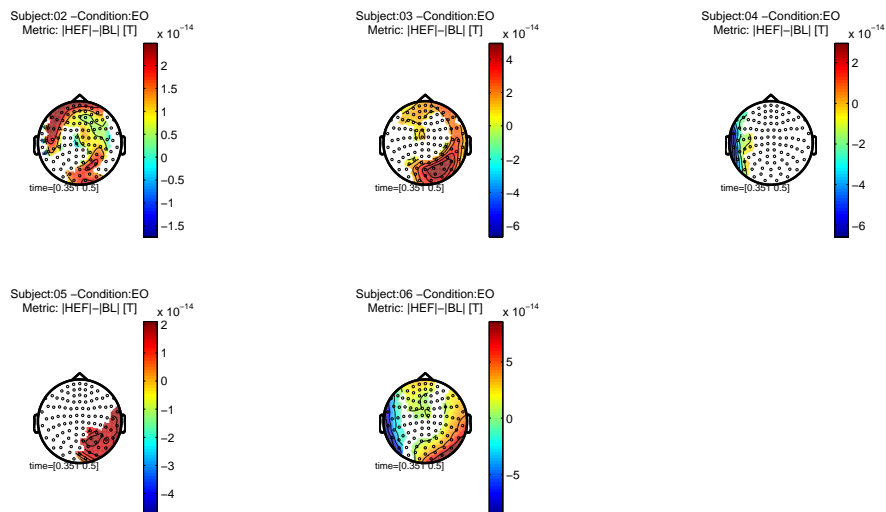 Subject:02 −Condition:EO
Metric: |HEF|−|BL| [T]
x 10−14
2
1.5
1
0.5
0
−0.5
−1
−1.5
time=[0.351 0.5]
Subject:03 −Condition:EO
Metric: |HEF|−|BL| [T]
x 10−14
4
2
0
−2
−4
−6
time=[0.351 0.5]
Subject:04 −Condition:EO
Metric: |HEF|−|BL| [T]
x 10−14
2
0
−2
−4
−6
time=[0.351 0.5]
Subject:05 −Condition:EO
Metric: |HEF|−|BL| [T]
x 10−14
2
1
0
−1
−2
−3
−4
time=[0.351 0.5]
Subject:06 −Condition:EO
Metric: |HEF|−|BL| [T]
x 10−14
5
0
−5
time=[0.351 0.5]